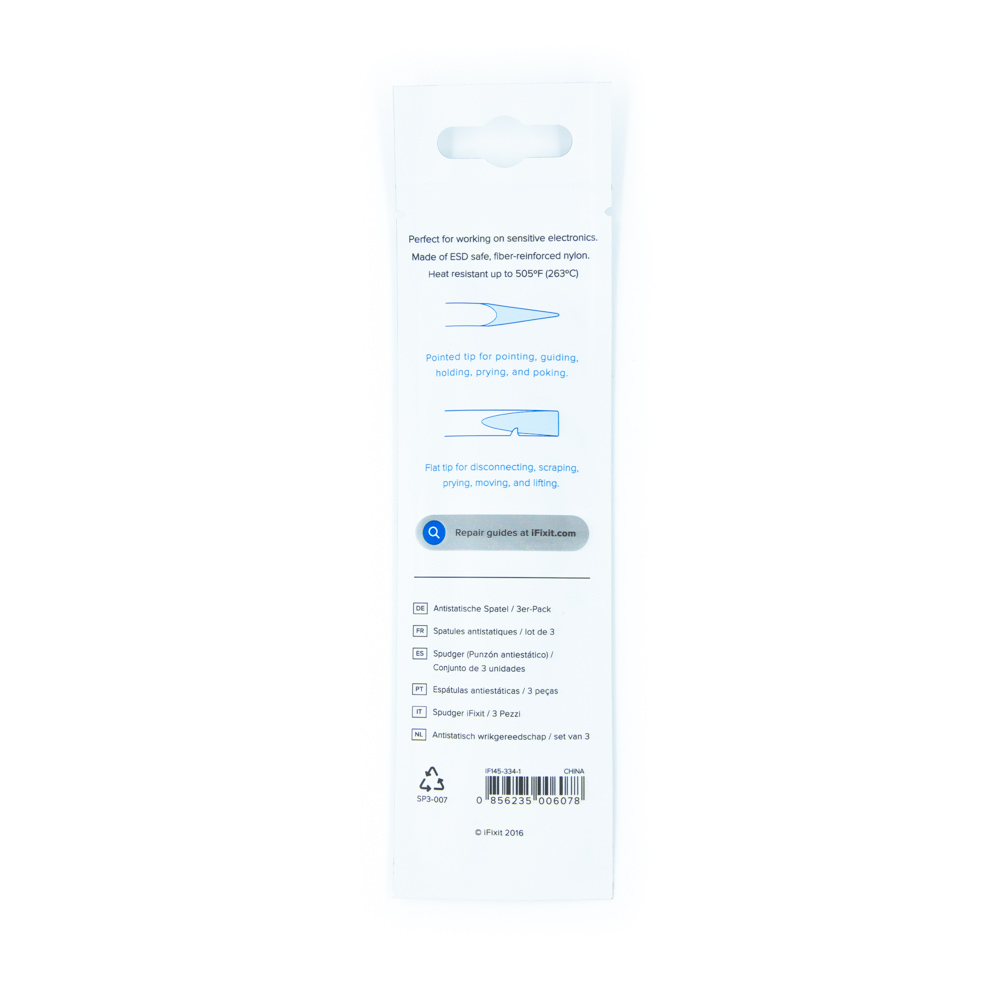 Perfect for working on sensitive electronics.
Made of ESD safe, fiber-reinforced nylon.
Heat resistant up to 505ºF (263ºC)
Pointed tip for pointing, guiding,
holding, prying, and poking.
Flat tip for disconnecting, scraping,
prying, moving, and lifting.
Repair guides at iFixit.com
DE Antistatische Spatel / 3er-Pack
FR Spatules antistatiques / lot de 3
ES Spudger (Punzón antiestático) /
Conjunto de 3 unidades
PT Espátulas antiestáticas / 3 peças
IT Spudger iFixit / 3 Pezzi
NL Antistatisch wrikgereedschap / set van 3
SP3-007
IF145-334-1 CHINA
0 856235 006078
© iFixit 2016